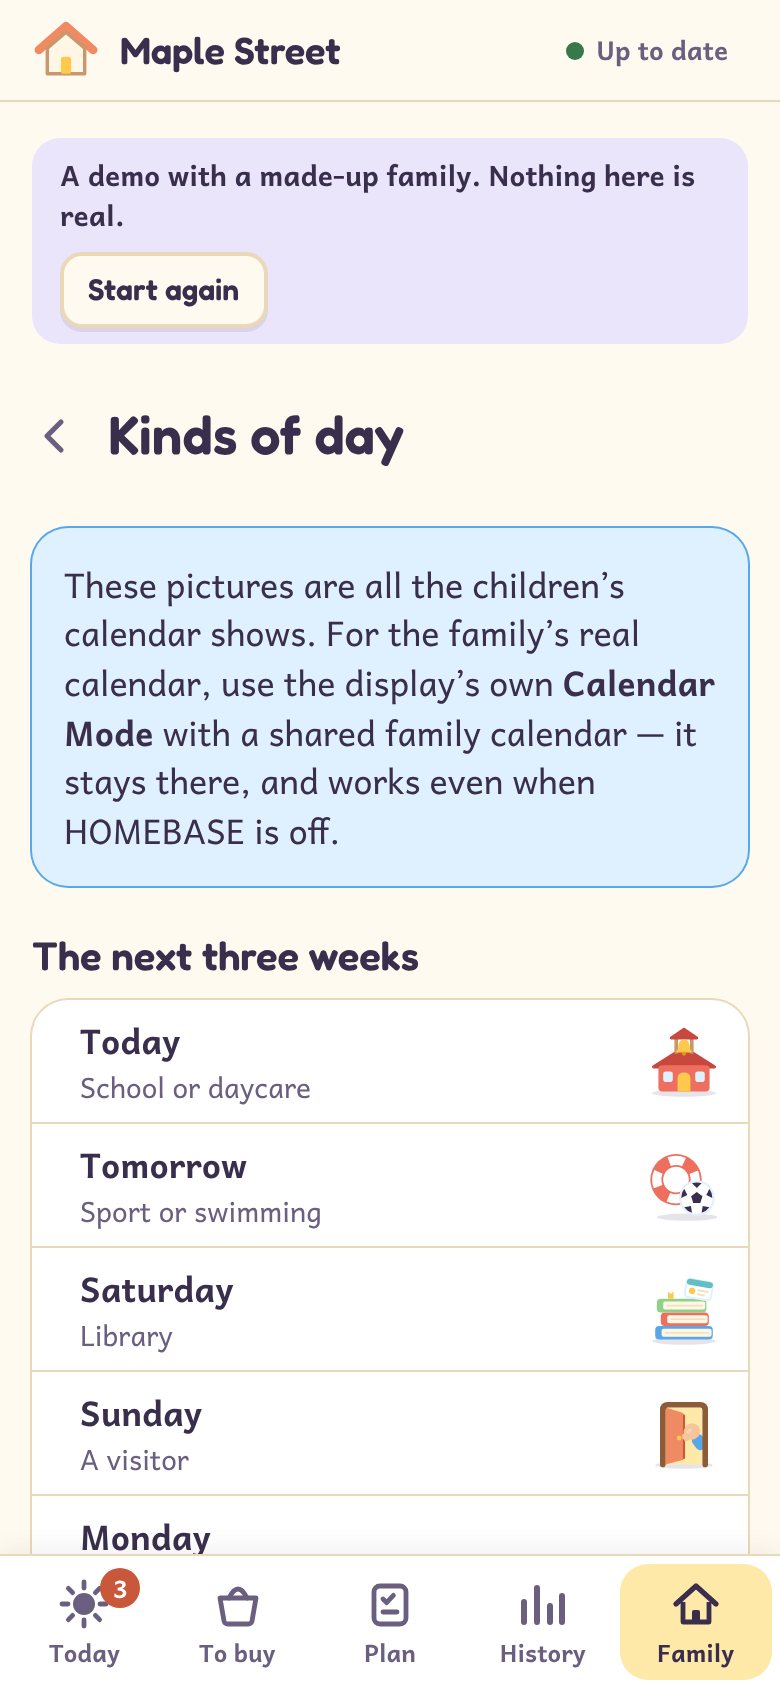 Maple Street
Up to date
A demo with a made-up family. Nothing here is
real.
Start again
Kinds of day
These pictures are all the children’s
calendar shows. For the family’s real
calendar, use the display’s own Calendar
Mode with a shared family calendar — it
stays there, and works even when
HOMEBASE is off.
The next three weeks
Today
School or daycare
Tomorrow
Sport or swimming
Saturday
Library
Sunday
A visitor
Monday
3
Today
To buy
Plan
History
Family